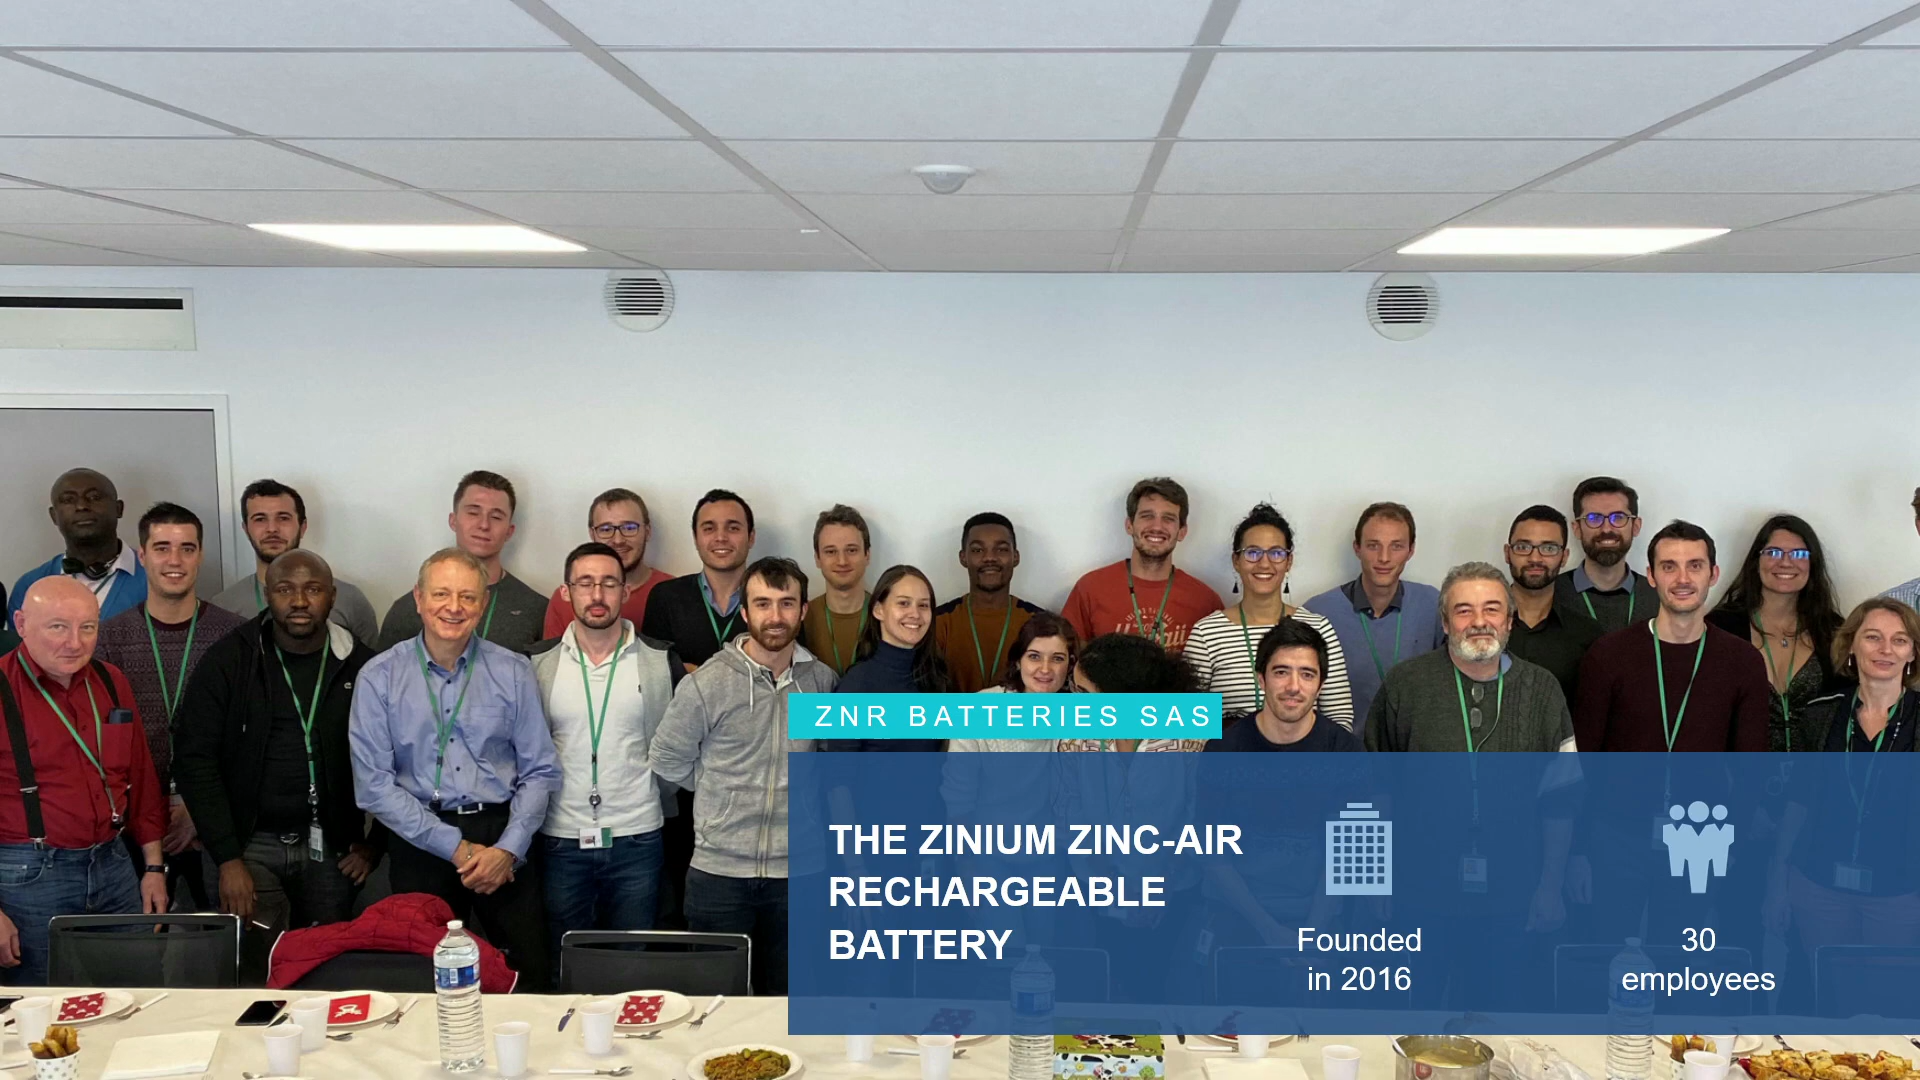 ZNR BATTERIES SAS
THE ZINIUM ZINC-AIR
RECHARGEABLE
BATTERY
Founded
in 2016
30
employees